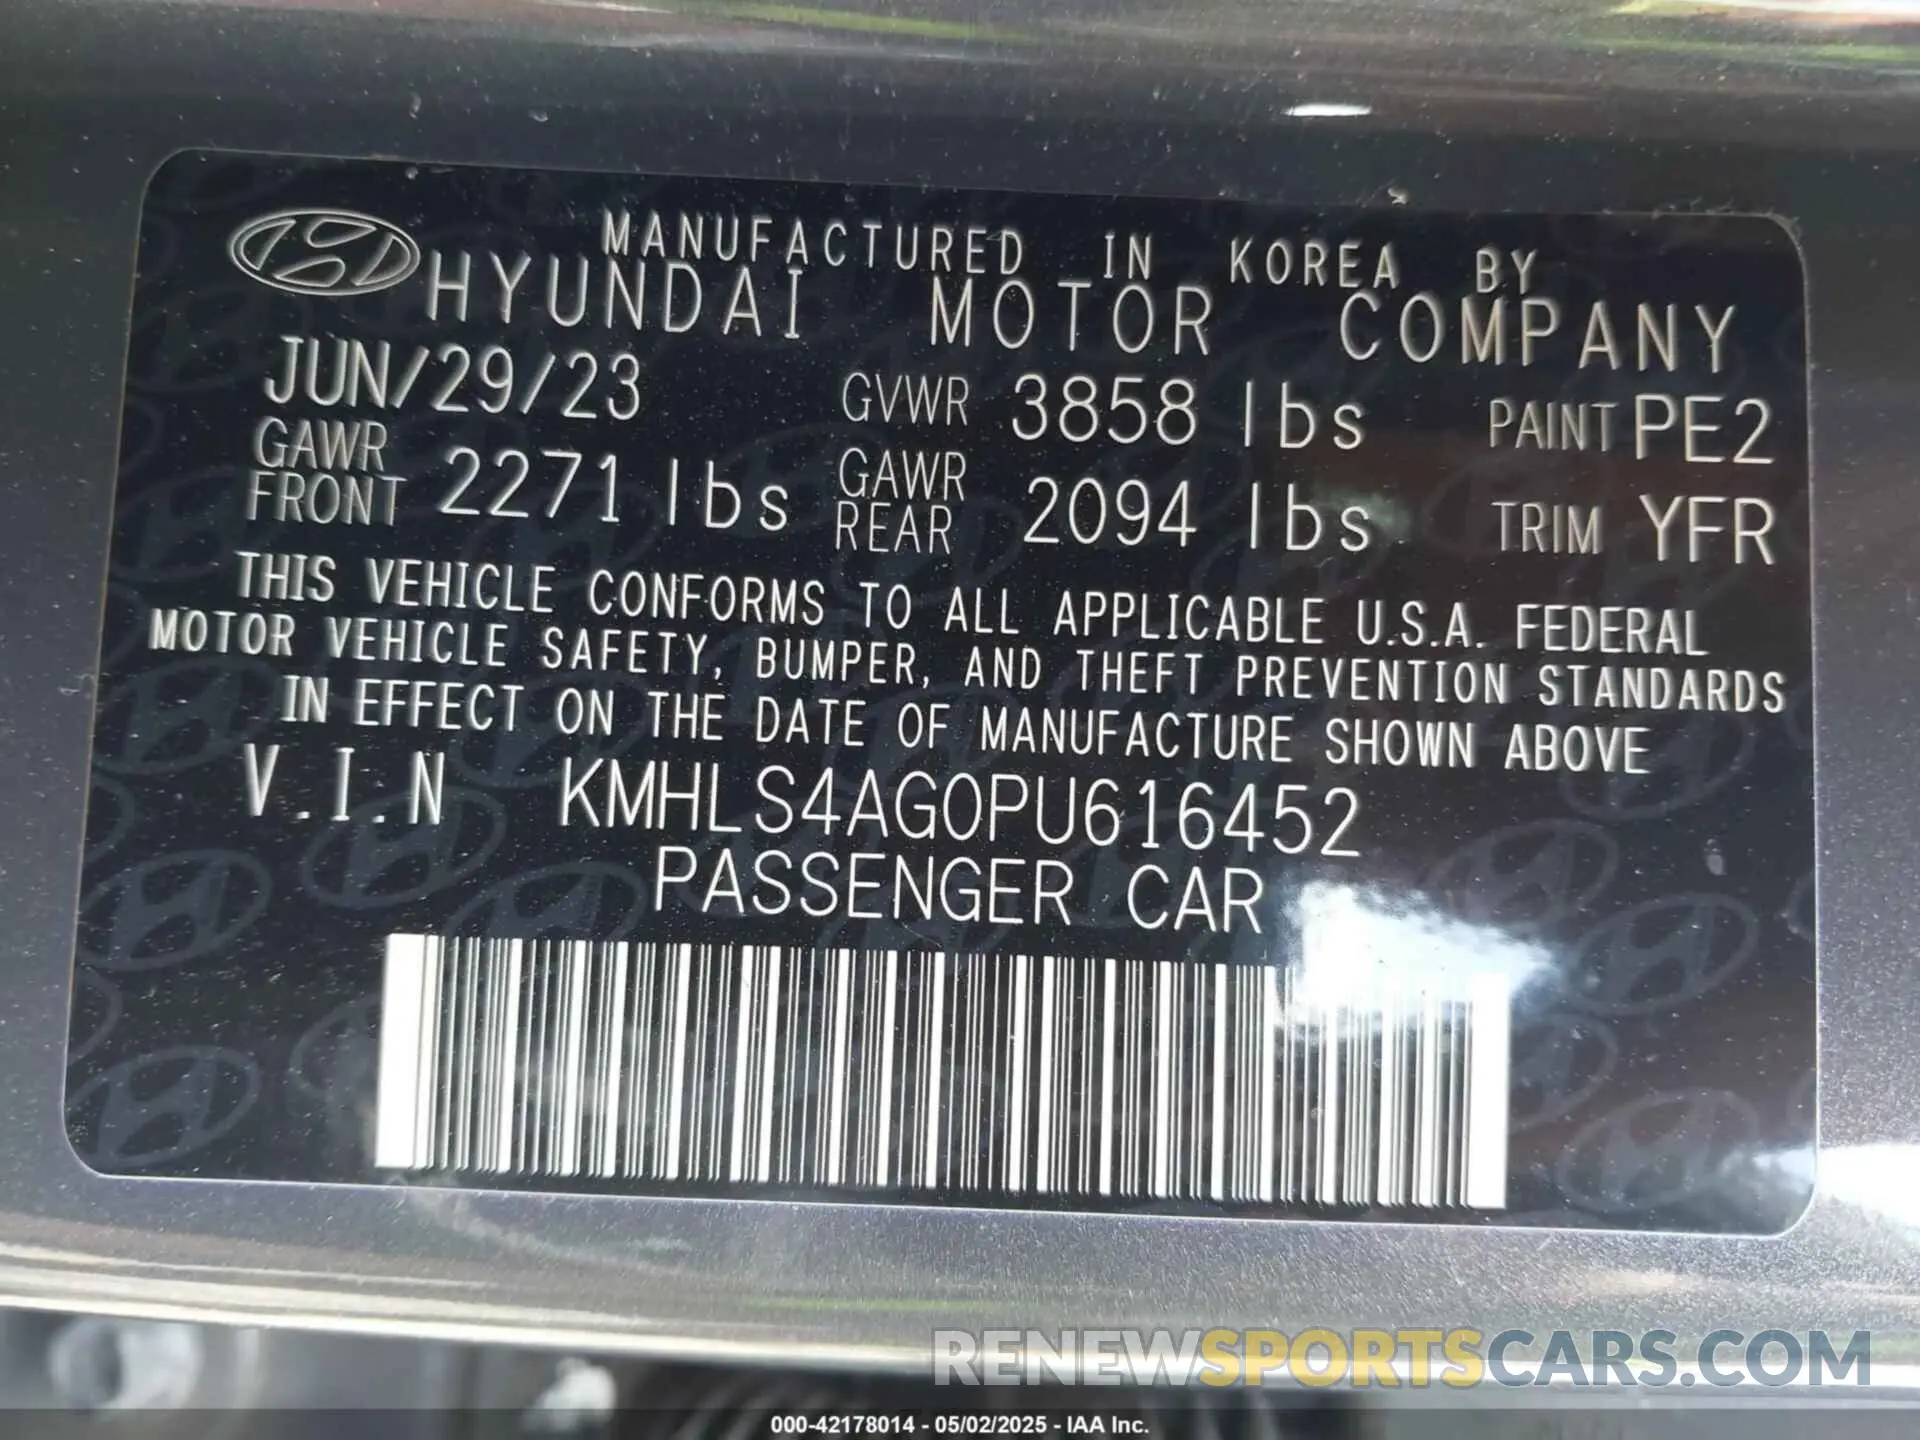 MANUFACTURED IN KOREA BY
HYUNDAI MOTOR COMPANY
JUN/29/23 GVWR 3858 lbs PAINT PE2
GAWR FRONT 2271 lbs GAWR REAR 2094 lbs TRIM YFR
THIS VEHICLE CONFORMS TO ALL APPLICABLE U.S.A. FEDERAL
MOTOR VEHICLE SAFETY, BUMPER, AND THEFT PREVENTION STANDARDS
IN EFFECT ON THE DATE OF MANUFACTURE SHOWN ABOVE
V.I.N KMHLS4AG0PU616452
PASSENGER CAR
RENEWSPORTSCARS.COM
000-42178014 - 05/02/2025 - IAA Inc.